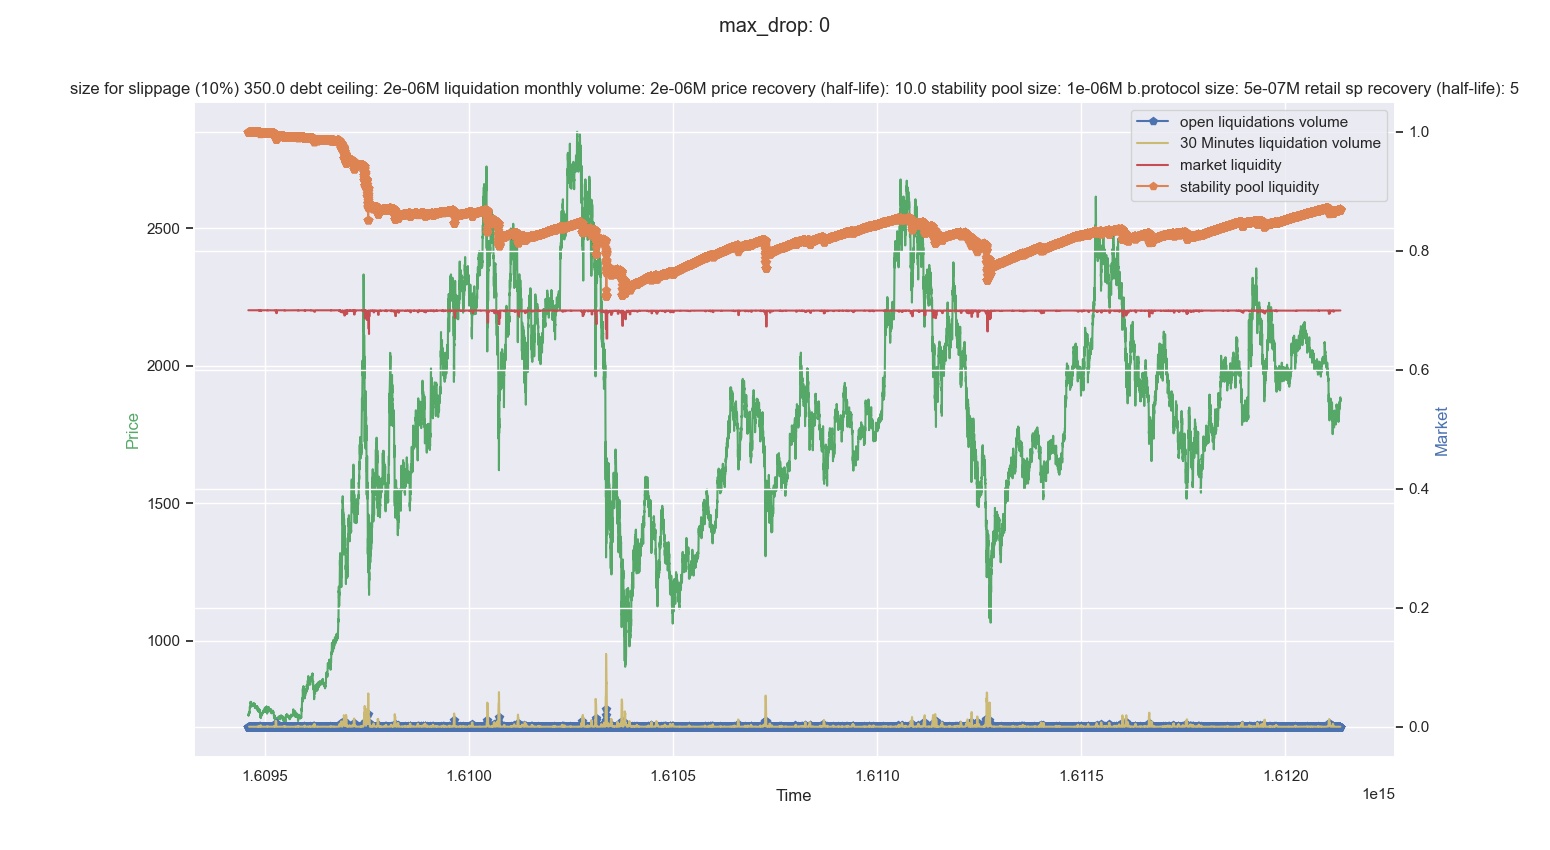 max_drop: 0
size for slippage (10%) 350.0 debt ceiling: 2e-06M liquidation monthly volume: 2e-06M price recovery (half-life): 10.0 stability pool size: 1e-06M b.protocol size: 5e-07M retail sp recovery (half-life): 5
open liquidations volume
30 Minutes liquidation volume
market liquidity
stability pool liquidity
2500
2000
1500
1000
Price
1.0
0.8
0.6
0.4
0.2
0.0
Market
1.6095 1.6100 1.6105 1.6110 1.6115 1.6120
Time
1e15